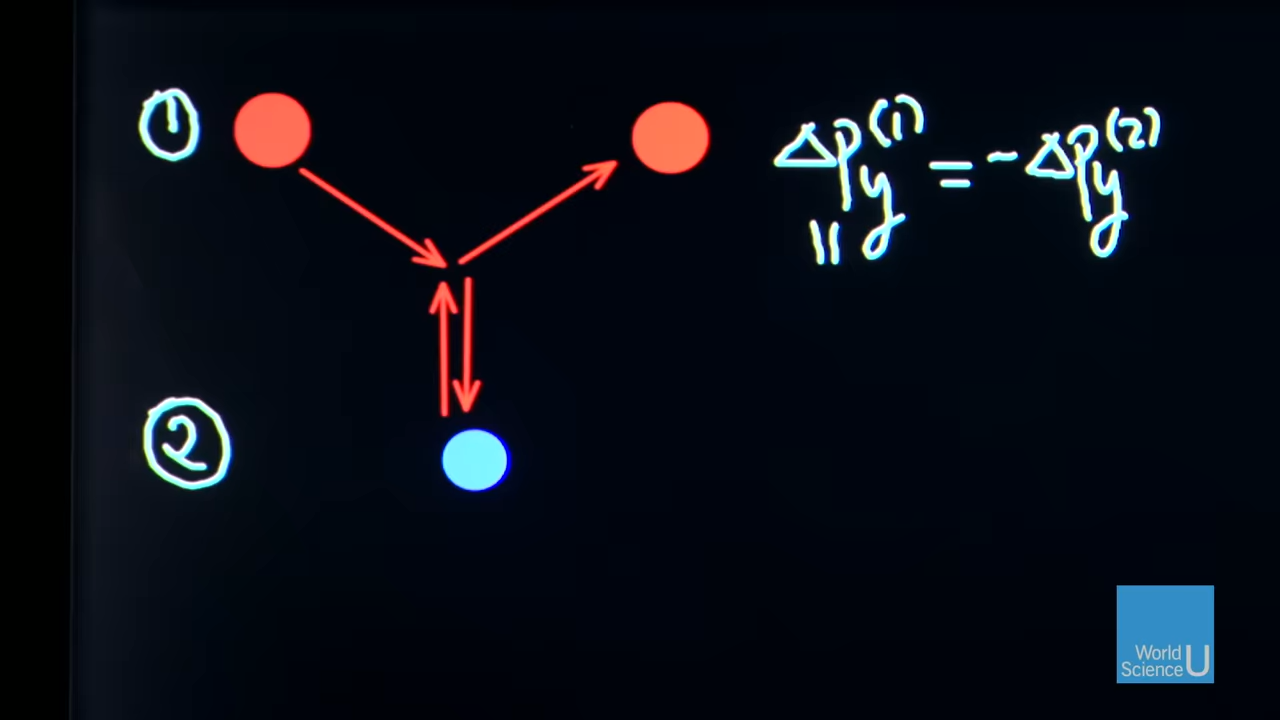 ①
Δp_y^(1) = -Δp_y^(2)
||
②
World
Science U